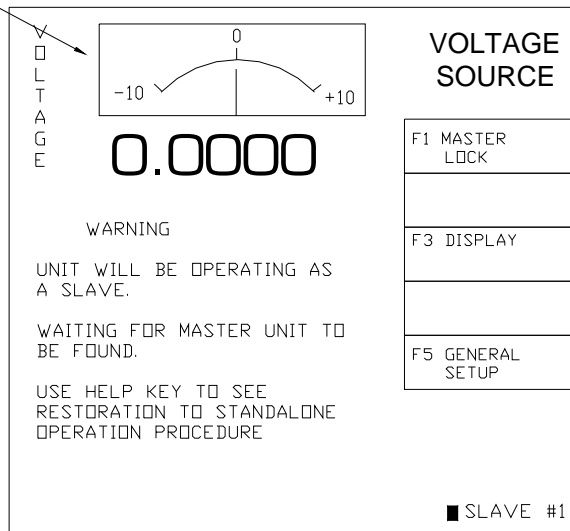 VOLTAGE
0
-10
+10
0.0000
WARNING
UNIT WILL BE OPERATING AS
A SLAVE.
WAITING FOR MASTER UNIT TO
BE FOUND.
USE HELP KEY TO SEE
RESTORATION TO STANDALONE
OPERATION PROCEDURE
VOLTAGE
SOURCE
F1 MASTER
LOCK
F3 DISPLAY
F5 GENERAL
SETUP
SLAVE #1